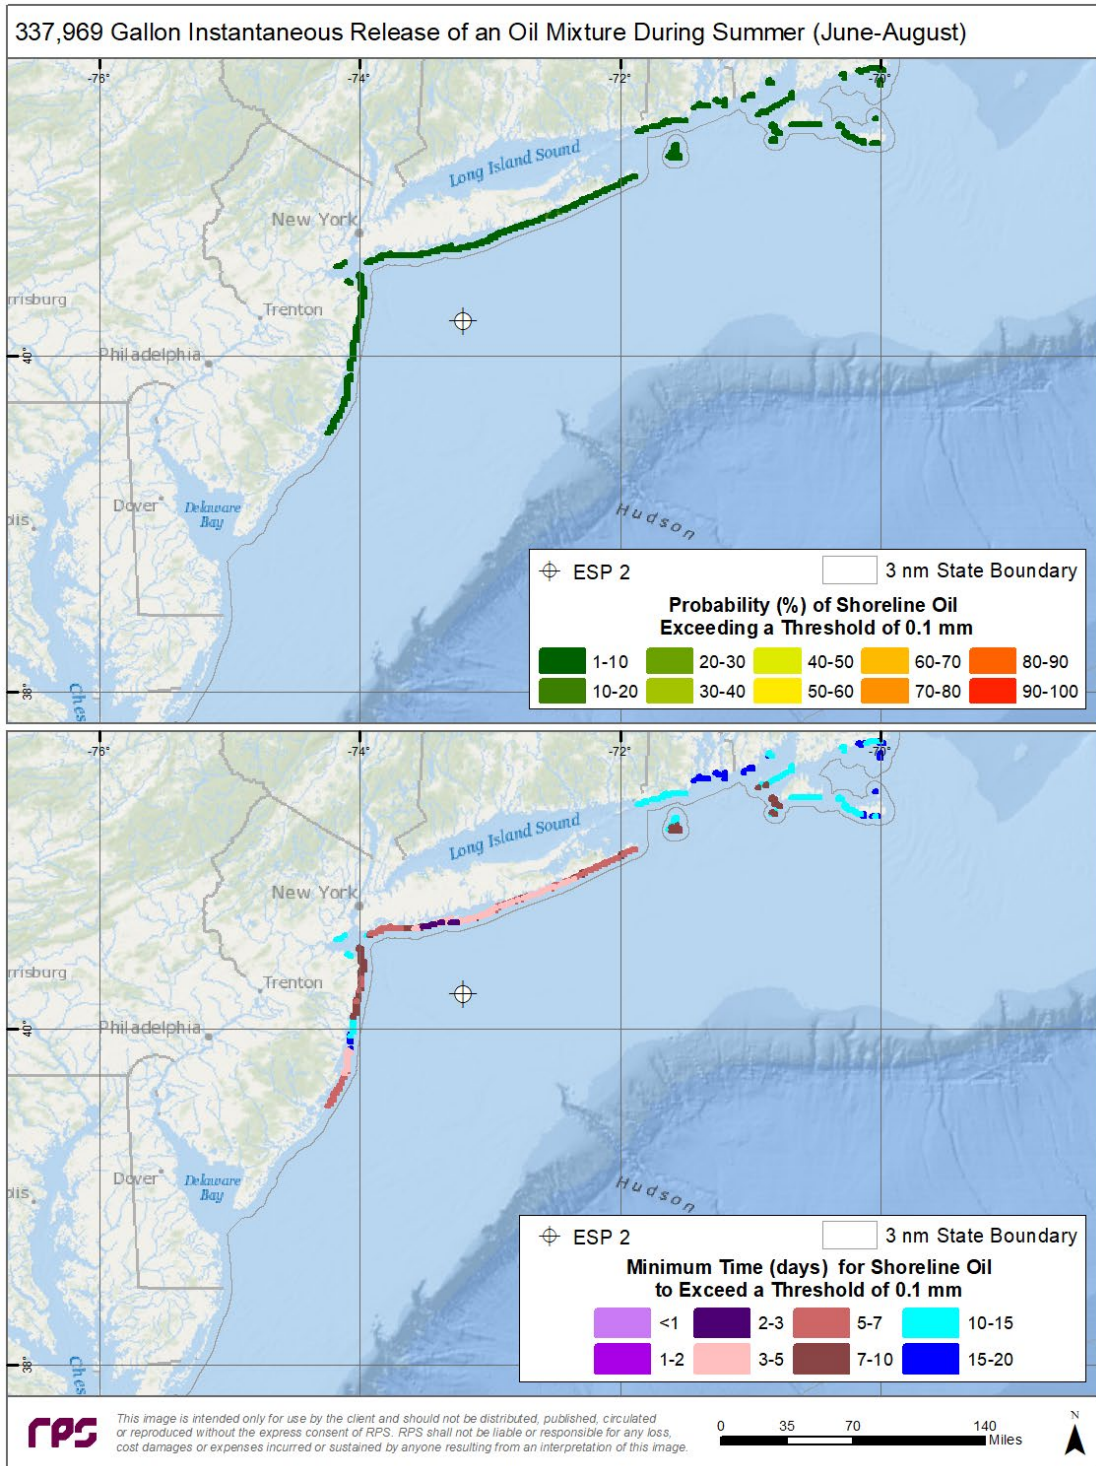 337,969 Gallon Instantaneous Release of an Oil Mixture During Summer (June-August)
-76° -74° -72° -70°
Long Island Sound
New York
rrisburg
Trenton
Philadelphia
40°
Dover
Delaware
Bay
olis
Hudson
38°
Ches
ESP 2
3 nm State Boundary
Probability (%) of Shoreline Oil
Exceeding a Threshold of 0.1 mm
1-10 20-30 40-50 60-70 80-90
10-20 30-40 50-60 70-80 90-100
-76° -74° -72° -70°
Long Island Sound
New York
rrisburg
Trenton
Philadelphia
40°
Dover
Delaware
Bay
olis
Hudson
38°
Ches
ESP 2
3 nm State Boundary
Minimum Time (days) for Shoreline Oil
to Exceed a Threshold of 0.1 mm
<1 2-3 5-7 10-15
1-2 3-5 7-10 15-20
rps
This image is intended only for use by the client and should not be distributed, published, circulated
or reproduced without the express consent of RPS. RPS shall not be liable or responsible for any loss,
cost damages or expenses incurred or sustained by anyone resulting from an interpretation of this image.
0 35 70 140
Miles
N